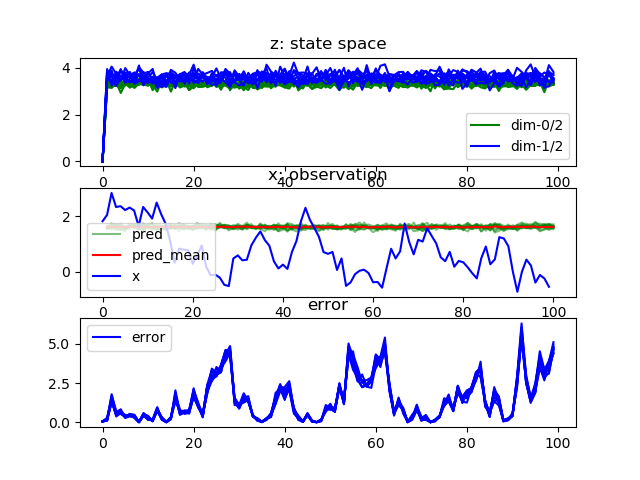 z: state space
4
2
0
dim-0/2
dim-1/2
0 20 40 60 80 100
x: observation
2
0
pred
pred_mean
x
0 20 40 60 80 100
error
5.0
2.5
0.0
error
0 20 40 60 80 100